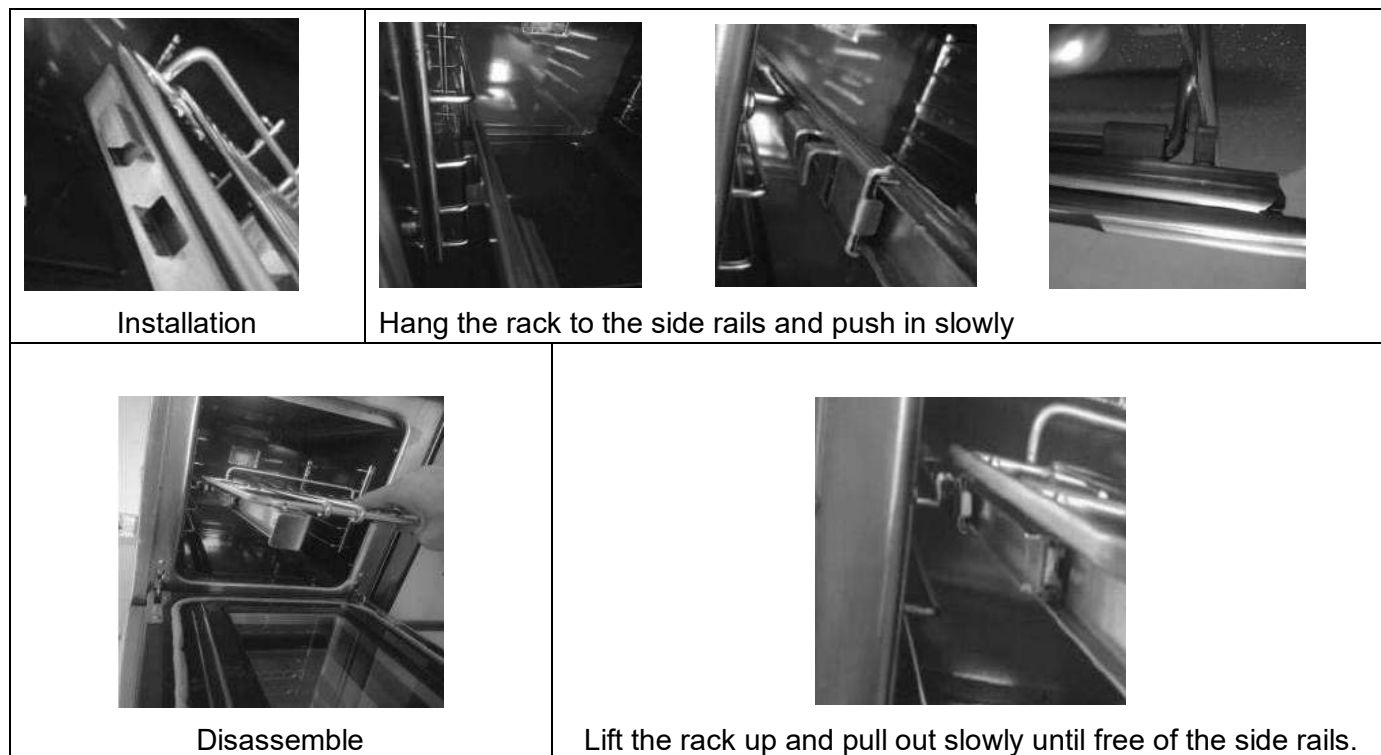 Installation
Hang the rack to the side rails and push in slowly
Disassemble
Lift the rack up and pull out slowly until free of the side rails.